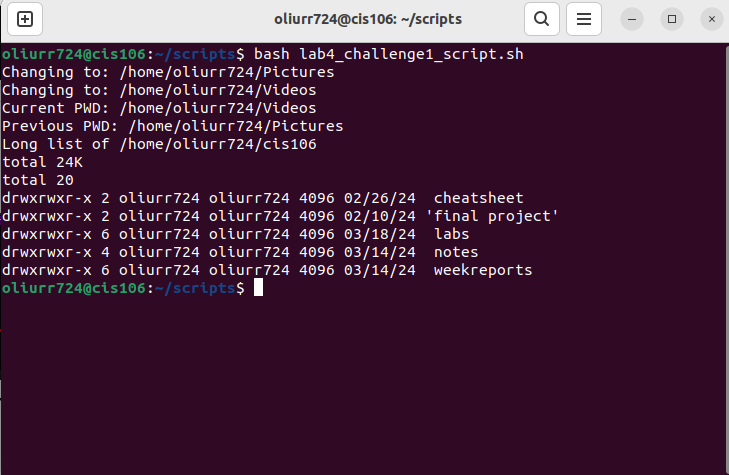 oliurr724@cis106: ~/scripts
oliurr724@cis106:~/scripts$ bash lab4_challenge1_script.sh
Changing to: /home/oliurr724/Pictures
Changing to: /home/oliurr724/Videos
Current PWD: /home/oliurr724/Videos
Previous PWD: /home/oliurr724/Pictures
Long list of /home/oliurr724/cis106
total 24K
total 20
drwxrwxr-x 2 oliurr724 oliurr724 4096 02/26/24  cheatsheet
drwxrwxr-x 2 oliurr724 oliurr724 4096 02/10/24 'final project'
drwxrwxr-x 6 oliurr724 oliurr724 4096 03/18/24  labs
drwxrwxr-x 4 oliurr724 oliurr724 4096 03/14/24  notes
drwxrwxr-x 6 oliurr724 oliurr724 4096 03/14/24  weekreports
oliurr724@cis106:~/scripts$